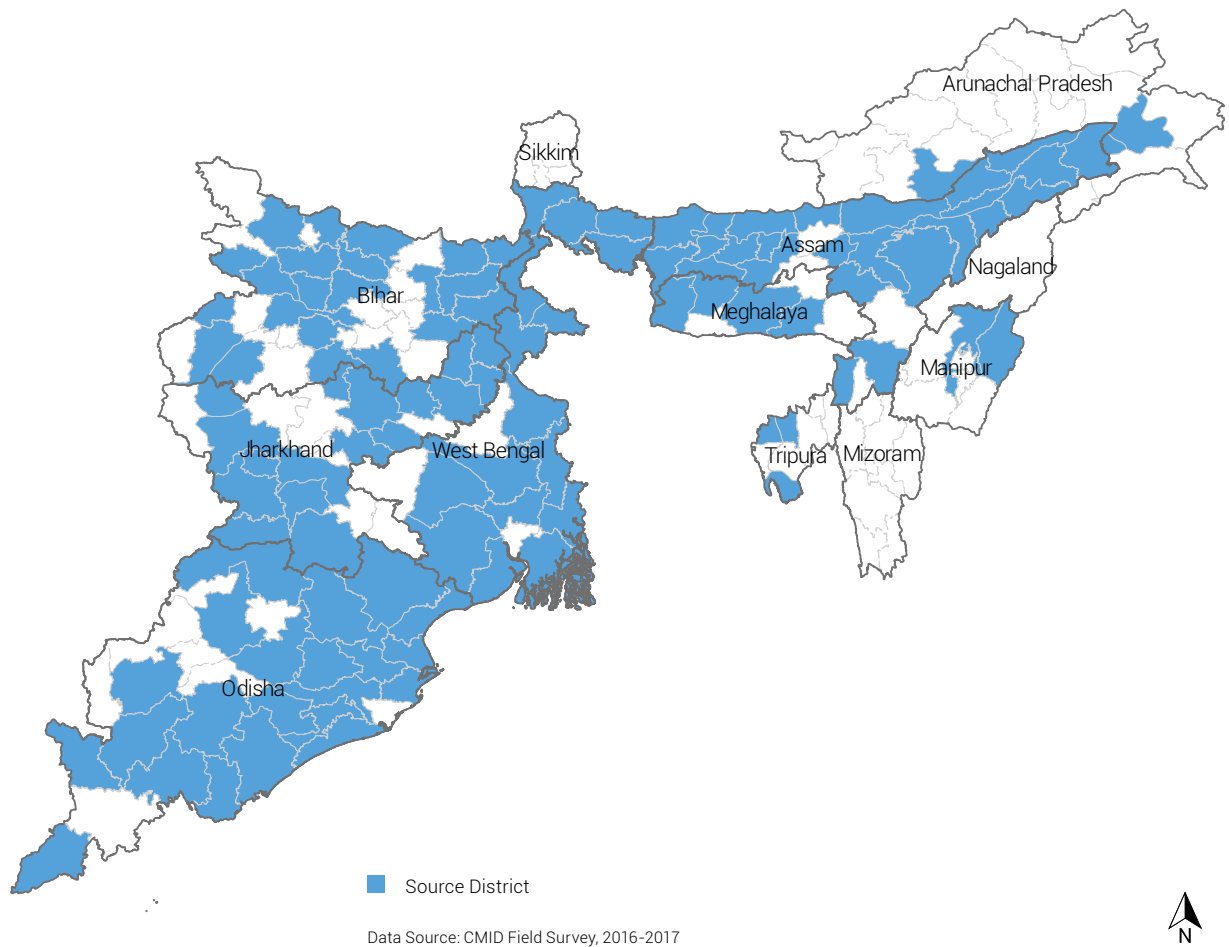 Arunachal Pradesh
Sikkim
Assam
Nagaland
Bihar
Meghalaya
Manipur
Jharkhand
West Bengal
Tripura
Mizoram
Odisha
Source District
Data Source: CMID Field Survey, 2016-2017
N